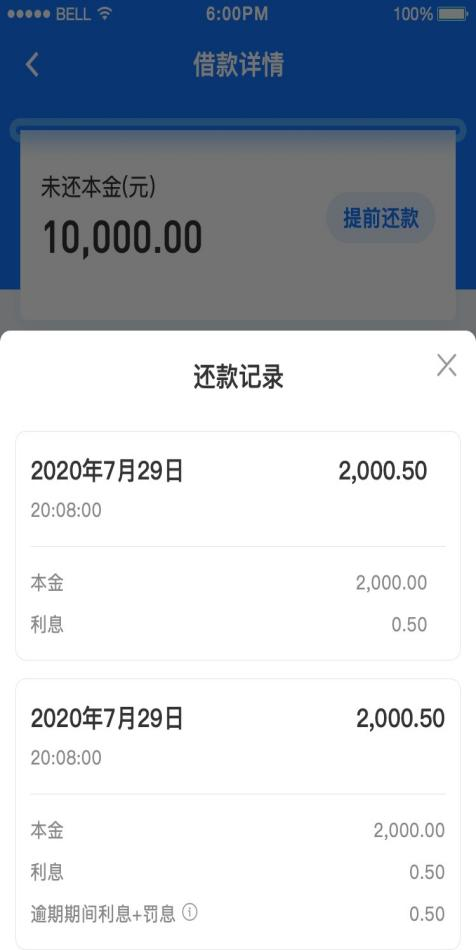 BELL 6:00PM 100%
借款详情
未还本金(元)
10,000.00
提前还款
还款记录
2020年7月29日 2,000.50
20:08:00
本金 2,000.00
利息 0.50
2020年7月29日 2,000.50
20:08:00
本金 2,000.00
利息 0.50
逾期期间利息+罚息 0.50